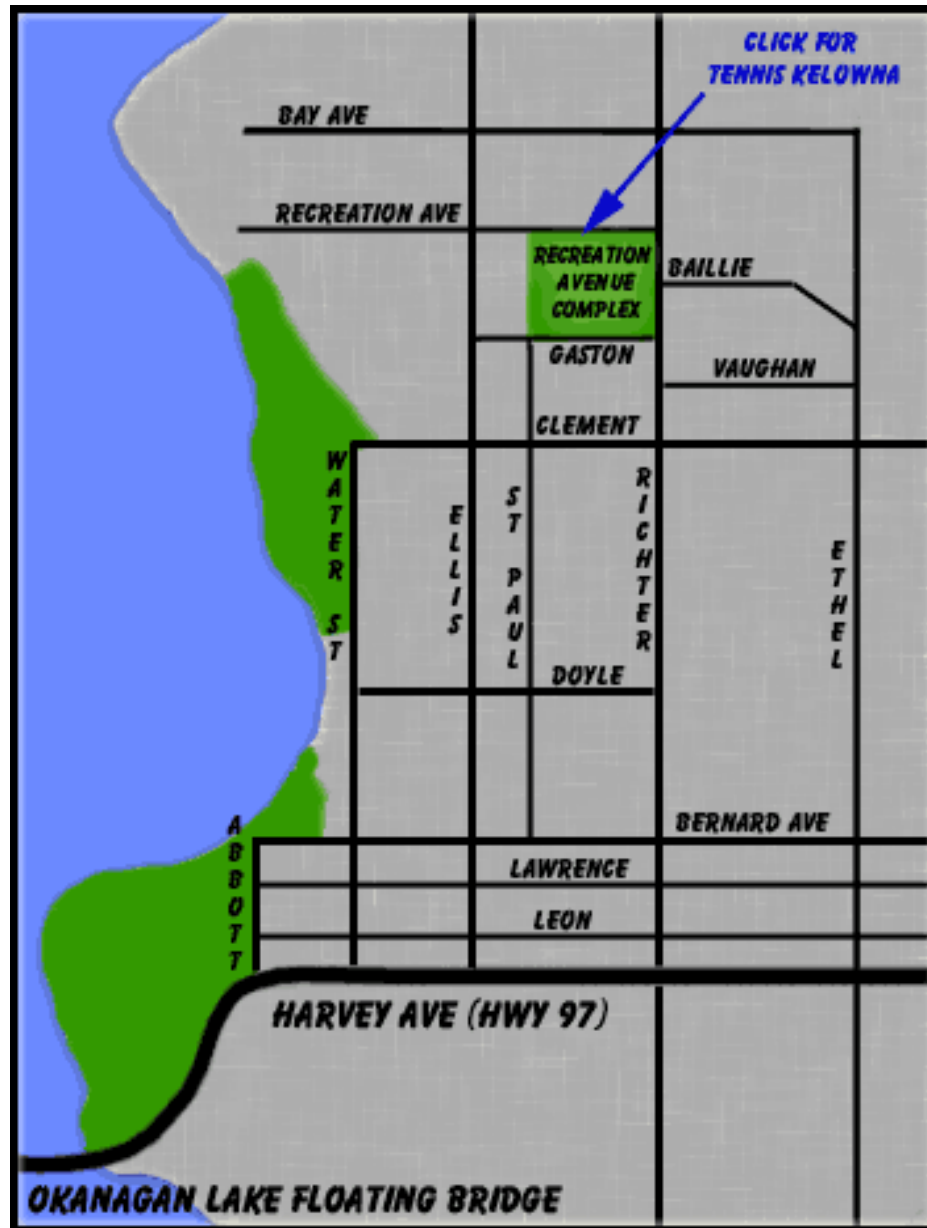 CLICK FOR
TENNIS KELOWNA
BAY AVE
RECREATION AVE
RECREATION
AVENUE
COMPLEX
BAILLIE
GASTON
VAUGHAN
CLEMENT
WATER ST
ELLIS
ST PAUL
RICHTER
ETHEL
DOYLE
ABBOTT
BERNARD AVE
LAWRENCE
LEON
HARVEY AVE (HWY 97)
OKANAGAN LAKE FLOATING BRIDGE